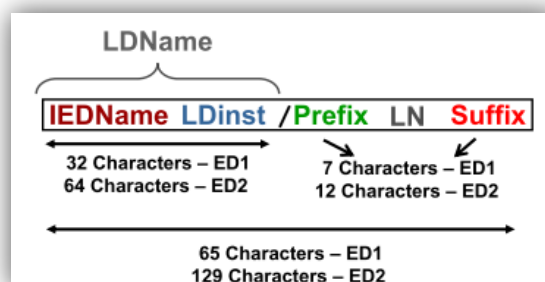 LDName
IEDName LDinst /Prefix LN Suffix
32 Characters – ED1
64 Characters – ED2
7 Characters – ED1
12 Characters – ED2
65 Characters – ED1
129 Characters – ED2